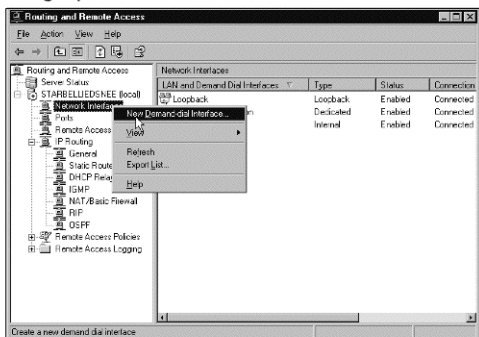 Routing and Remote Access
File Action View Help
Routing and Remote Access
Server Status
STARBELLIEDSNEE (local)
Network Interfaces
Ports
Remote Access
IP Routing
General
Static Route
DHCP Relay
IGMP
NAT/Basic Firewall
RIP
OSPF
Remote Access Policies
Remote Access Logging
Network Interfaces
LAN and Demand Dial Interfaces Type Status Connection
Loopback Loopback Enabled Connected
Dedicated Enabled Connected
Internal Enabled Connected
New Demand-dial Interface...
View
Refresh
Export List...
Help
Create a new demand dial interface